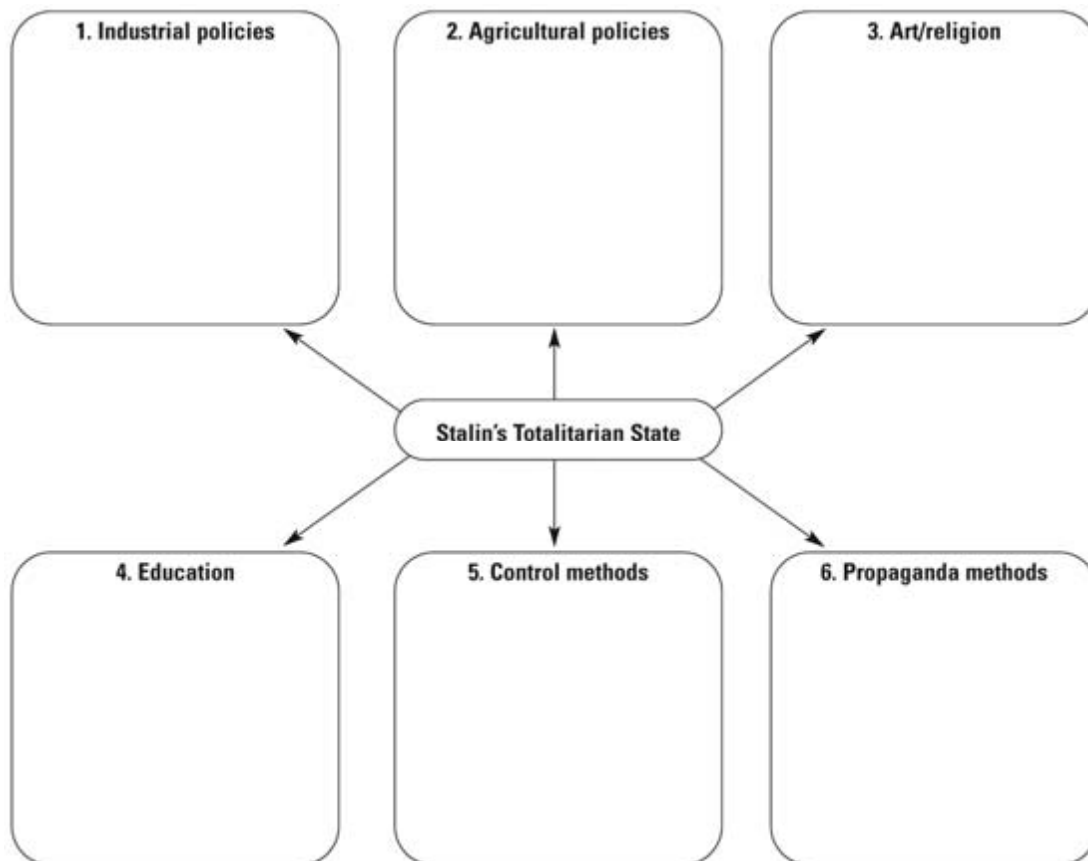 1. Industrial policies
2. Agricultural policies
3. Art/religion
Stalin's Totalitarian State
4. Education
5. Control methods
6. Propaganda methods